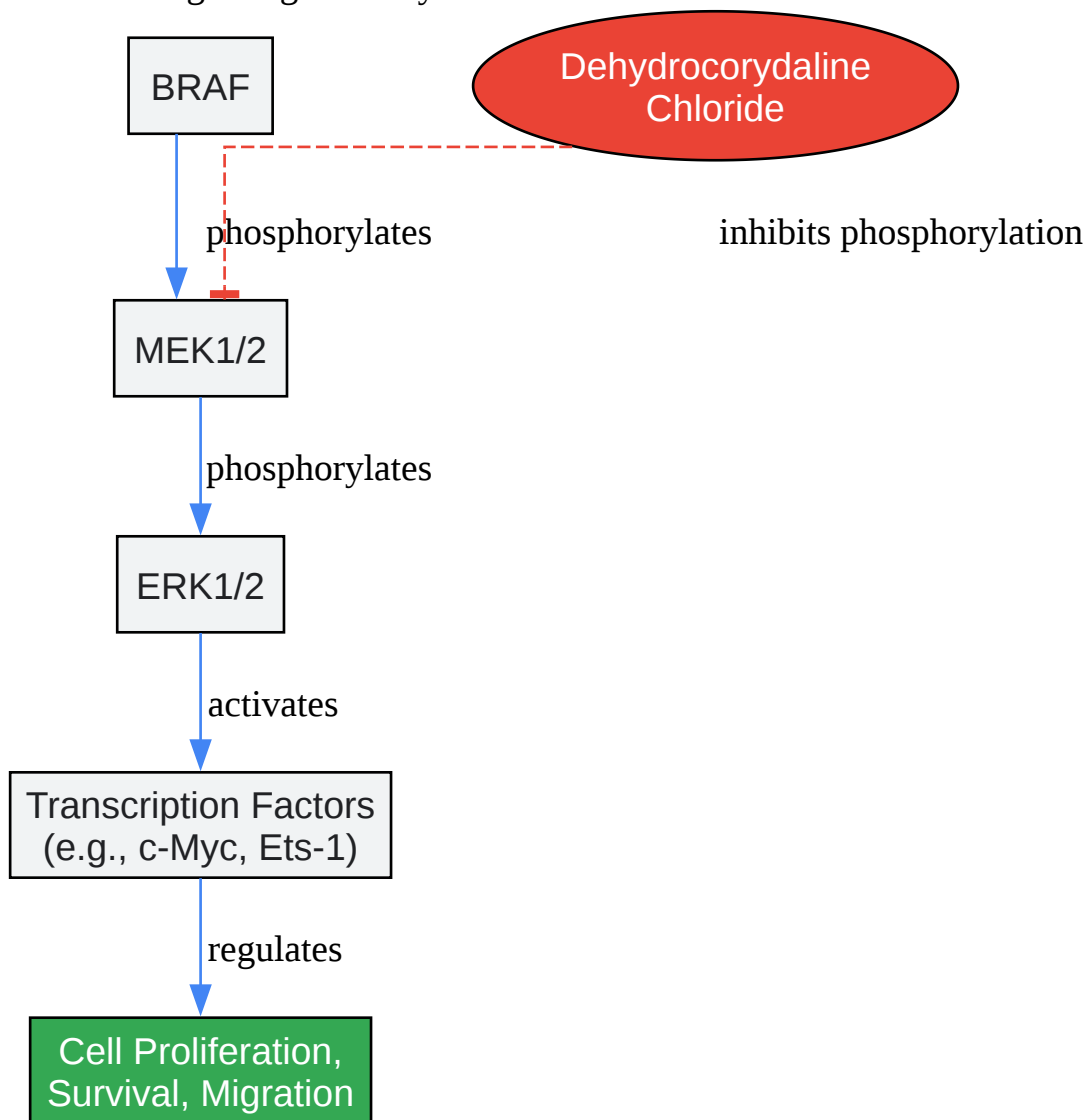 BRAF
Dehydrocorydaline
Chloride
phosphorylates
inhibits phosphorylation
MEK1/2
phosphorylates
ERK1/2
activates
Transcription Factors
(e.g., c-Myc, Ets-1)
regulates
Cell Proliferation,
Survival, Migration